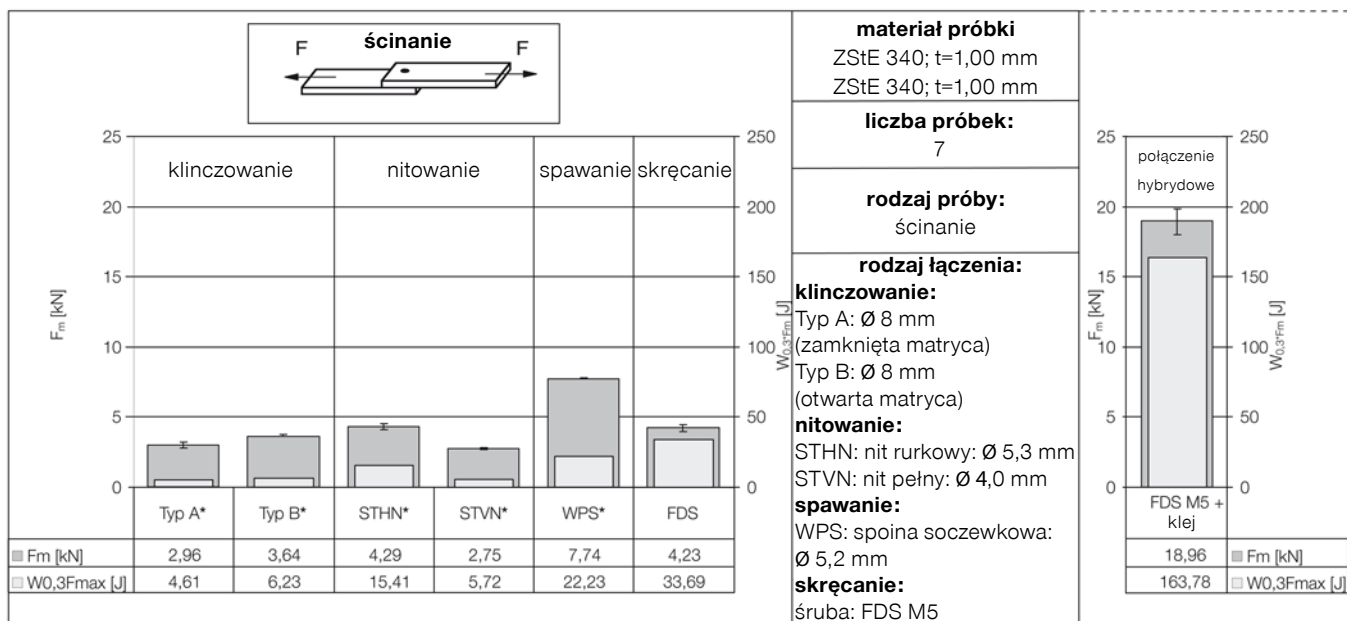 ścinanie
F F
25 250
klinczowanie nitowanie spawanie skręcanie
20 200
15 150
Fm [kN]
W0,3*Fm [J]
10 100
5 50
0 0
Typ A* Typ B* STHN* STVN* WPS* FDS
Fm [kN] 2,96 3,64 4,29 2,75 7,74 4,23
W0,3Fmax [J] 4,61 6,23 15,41 5,72 22,23 33,69
materiał próbki
ZStE 340; t=1,00 mm
ZStE 340; t=1,00 mm
liczba próbek:
7
rodzaj próby:
ścinanie
rodzaj łączenia:
klinczowanie:
Typ A: Ø 8 mm
(zamknięta matryca)
Typ B: Ø 8 mm
(otwarta matryca)
nitowanie:
STHN: nit rurkowy: Ø 5,3 mm
STVN: nit pełny: Ø 4,0 mm
spawanie:
WPS: spoina soczewkowa:
Ø 5,2 mm
skręcanie:
śruba: FDS M5
25 250
połączenie
hybrydowe
20 200
15 150
Fm [kN]
W0,3*Fm [J]
10 100
5 50
0 0
FDS M5 +
klej
18,96 Fm [kN]
163,78 W0,3Fmax [J]